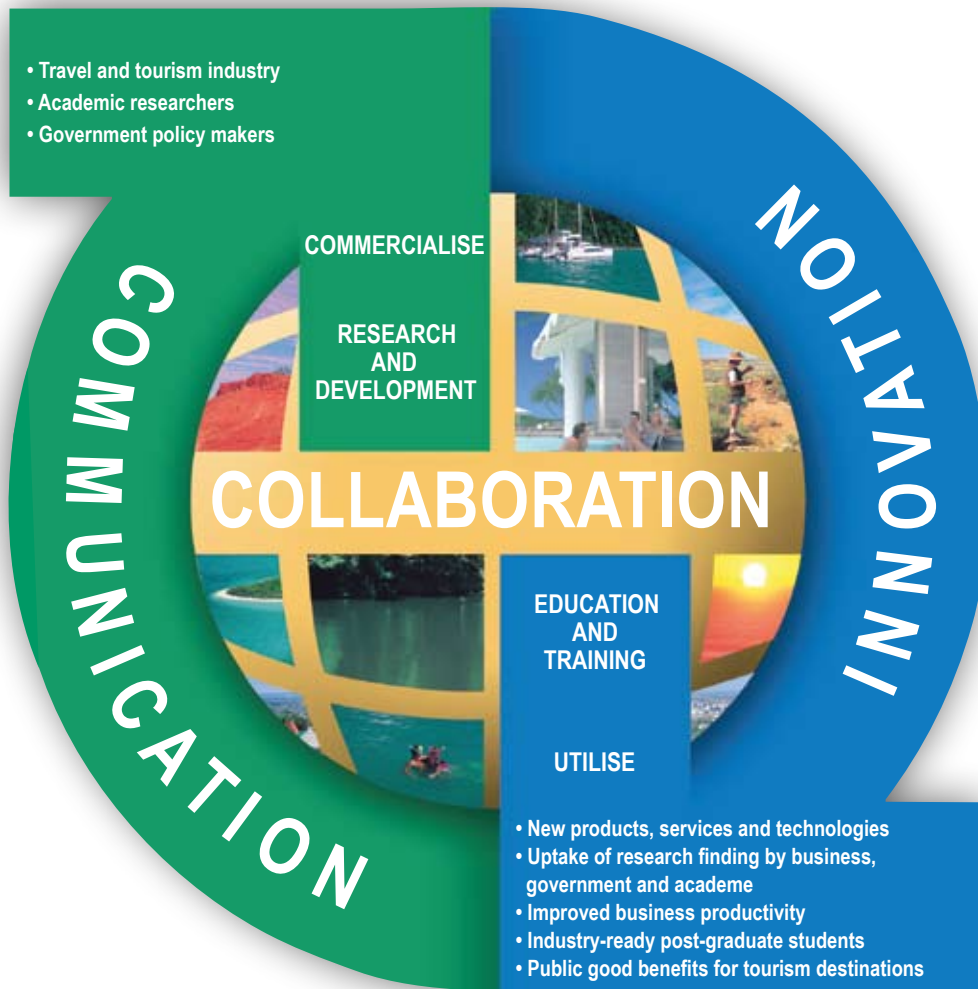 • Travel and tourism industry
• Academic researchers
• Government policy makers
COMMERCIALISE
RESEARCH
AND
DEVELOPMENT
COMMUNICATION
INNOVATION
COLLABORATION
EDUCATION
AND
TRAINING
UTILISE
• New products, services and technologies
• Uptake of research finding by business,
government and academe
• Improved business productivity
• Industry-ready post-graduate students
• Public good benefits for tourism destinations